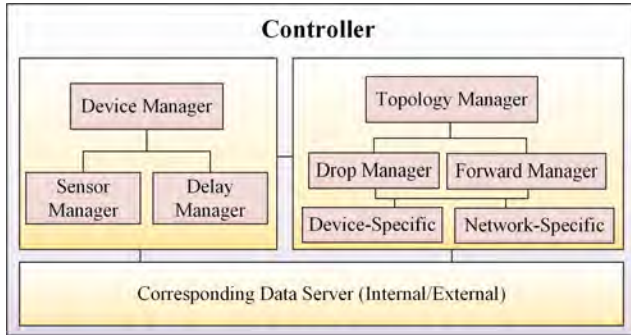 Controller
Device Manager
Sensor
Manager
Delay
Manager
Topology Manager
Drop Manager
Forward Manager
Device-Specific
Network-Specific
Corresponding Data Server (Internal/External)